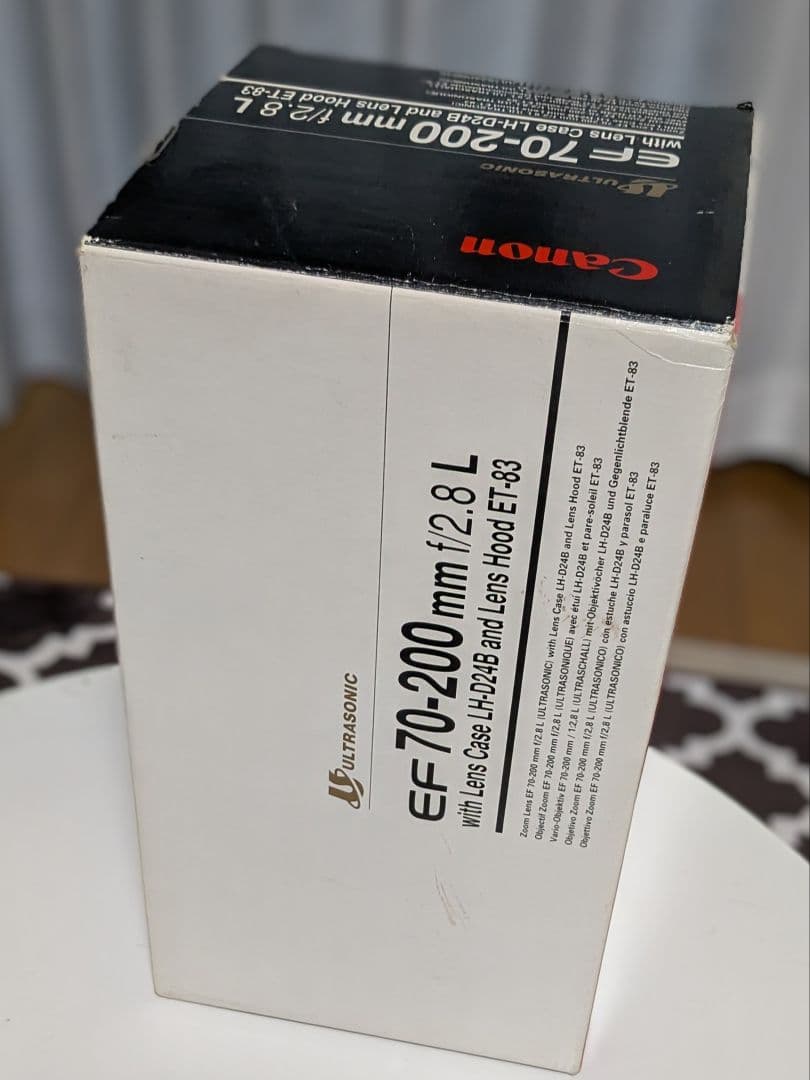 Canon
ULTRASONIC
EF 70-200 mm f/2.8 L
with Lens Case LH-D24B and Lens Hood ET-83
ULTRASONIC
EF 70-200 mm f/2.8 L
with Lens Case LH-D24B and Lens Hood ET-83
Zoom Lens EF 70-200 mm f/2.8 L (ULTRASONIC) with Lens Case LH-D24B and Lens Hood ET-83
Objectif Zoom EF 70-200 mm f/2,8 L (ULTRASONIQUE) avec étui LH-D24B et pare-soleil ET-83
Vario-Objektiv EF 70-200 mm / 1:2,8 L (ULTRASCHALL) mit Objektivöcher LH-D24B und Gegenlichtblende ET-83
Objetivo Zoom EF 70-200 mm f/2,8 L (ULTRASONICO) con estuche LH-D24B y parasol ET-83
Obiettivo Zoom EF 70-200 mm f/2,8 L (ULTRASONICO) con astuccio LH-D24B e paraluce ET-83